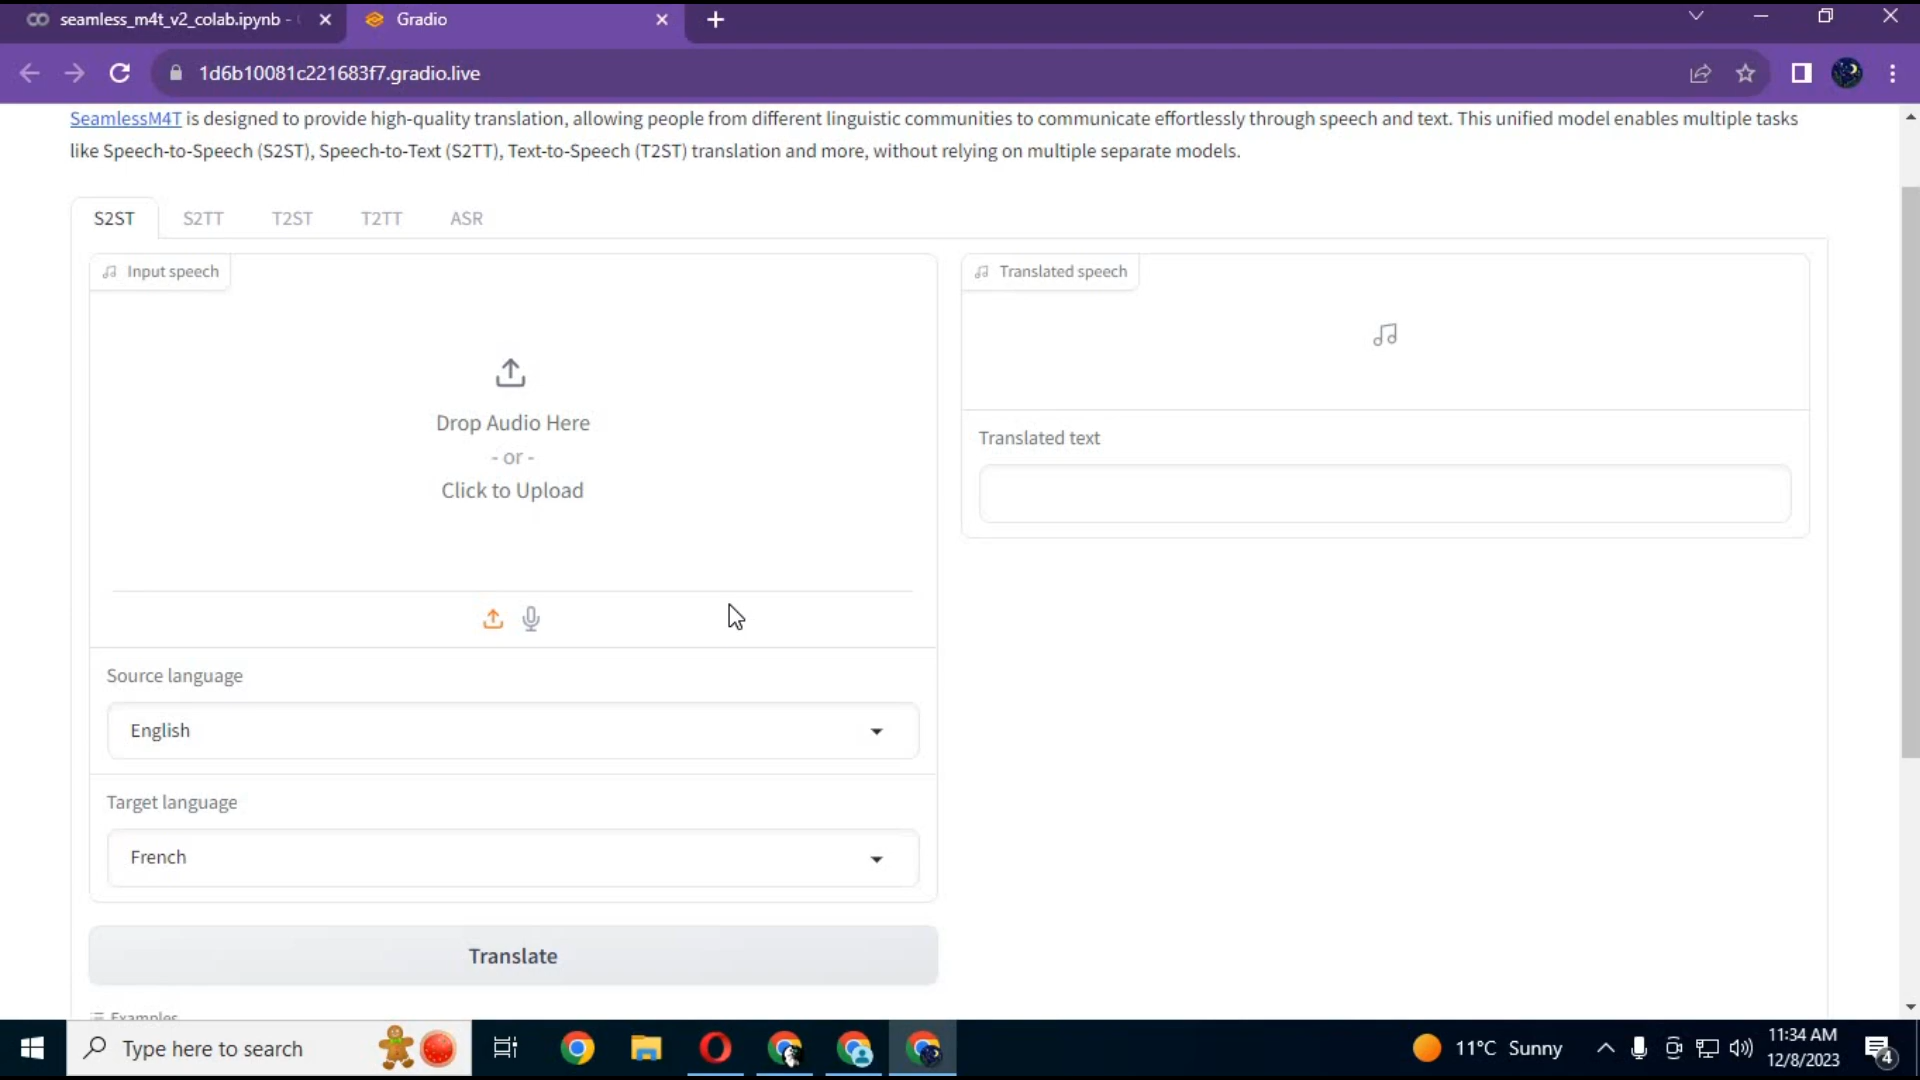 seamless_m4t_v2_colab.ipynb -
Gradio
1d6b10081c221683f7.gradio.live
SeamlessM4T is designed to provide high-quality translation, allowing people from different linguistic communities to communicate effortlessly through speech and text. This unified model enables multiple tasks
like Speech-to-Speech (S2ST), Speech-to-Text (S2TT), Text-to-Speech (T2ST) translation and more, without relying on multiple separate models.
S2ST S2TT T2ST T2TT ASR
Input speech
Translated speech
Drop Audio Here
- or -
Click to Upload
Translated text
Source language
English
Target language
French
Translate
Examples
Type here to search
11°C Sunny
11:34 AM
12/8/2023
4